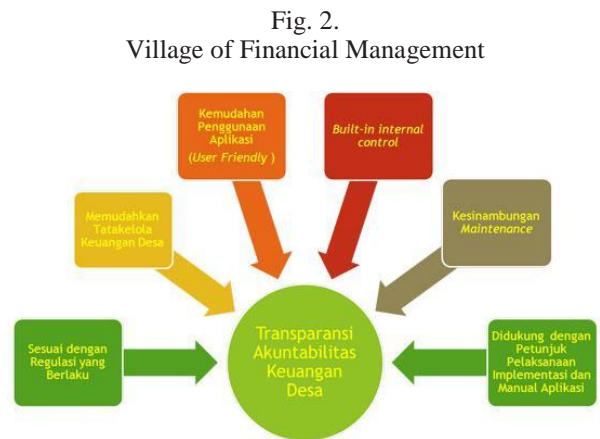 Fig. 2.
Village of Financial Management
Kemudahan
Penggunaan
Aplikasi
(User Friendly )
Built-in internal
control
Memudahkan
Tatakelola
Keuangan Desa
Kesinambungan
Maintenance
Sesuai dengan
Regulasi yang
Berlaku
Transparansi
Akuntabilitas
Keuangan
Desa
Didukung dengan
Petunjuk
Pelaksanaan
Implementasi dan
Manual Aplikasi